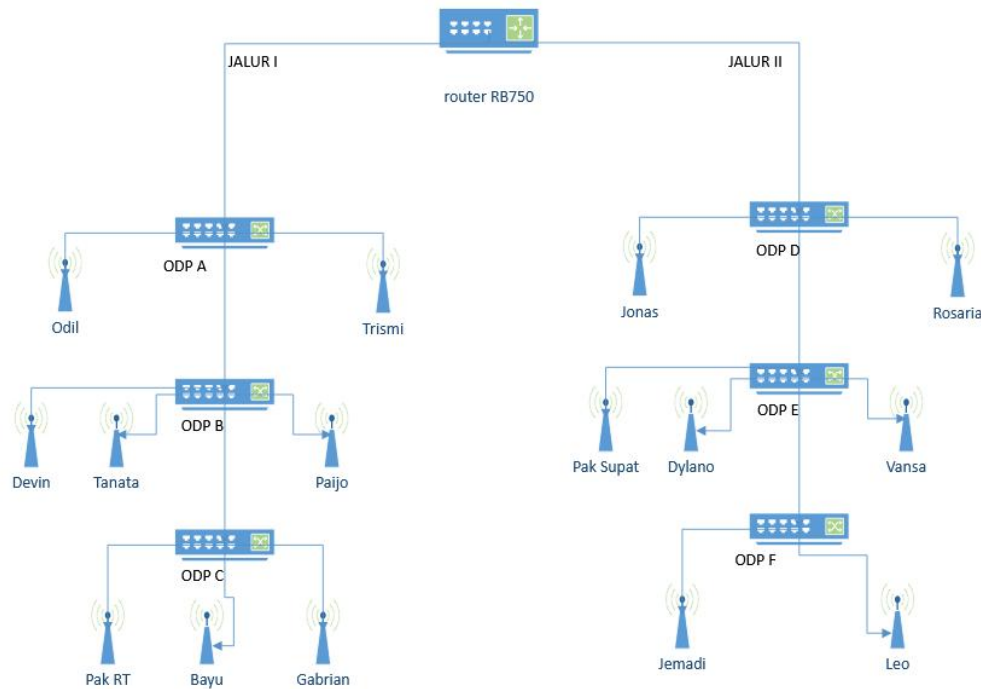 JALUR I
JALUR II
router RB750
ODP A
ODP D
Odil
Trismi
Jonas
Rosaria
ODP B
ODP E
Devin
Tanata
Paijo
Pak Supat
Dylano
Vansa
ODP C
ODP F
Pak RT
Bayu
Gabrian
Jemadi
Leo